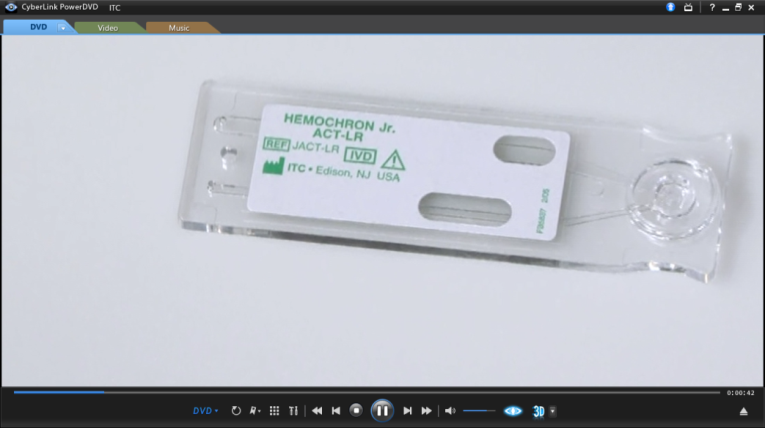 CyberLink PowerDVD ITC
DVD Video Music
HEMOCHRON Jr.
ACT-LR
REF JACT-LR IVD
ITC • Edison, NJ USA
0:00:42
DVD 3D